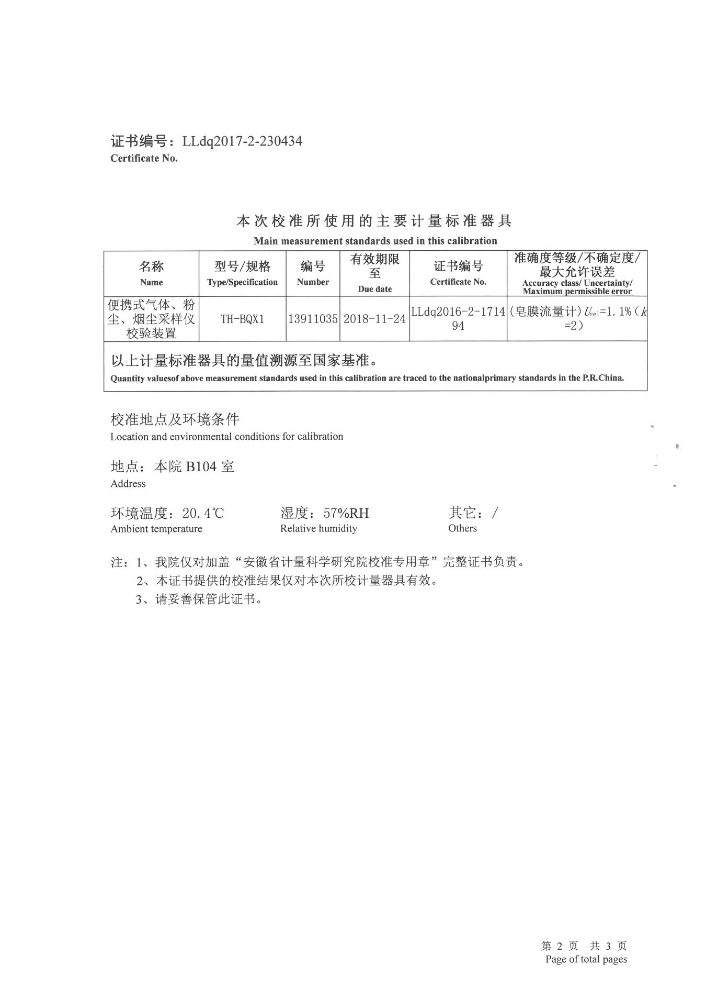 证书编号：LLdq2017-2-230434
Certificate No.
本次校准所使用的主要计量标准器具
Main measurement standards used in this calibration
名称
Name
型号/规格
Type/Specification
编号
Number
有效期限
至
Due date
证书编号
Certificate No.
准确度等级/不确定度/
最大允许误差
Accuracy class/ Uncertainty/
Maximum permissible error
便携式气体、粉
尘、烟尘采样仪
校验装置
TH-BQX1
13911035
2018-11-24
LLdq2016-2-1714
94
(皂膜流量计)Urel=1.1%（k
=2）
以上计量标准器具的量值溯源至国家基准。
Quantity valuesof above measurement standards used in this calibration are traced to the nationalprimary standards in the P.R.China.
校准地点及环境条件
Location and environmental conditions for calibration
地点：本院 B104 室
Address
环境温度：20.4℃ 湿度：57%RH 其它：/
Ambient temperature Relative humidity Others
注：1、我院仅对加盖“安徽省计量科学研究院校准专用章”完整证书负责。
2、本证书提供的校准结果仅对本次所校计量器具有效。
3、请妥善保管此证书。
第 2 页 共 3 页
Page of total pages